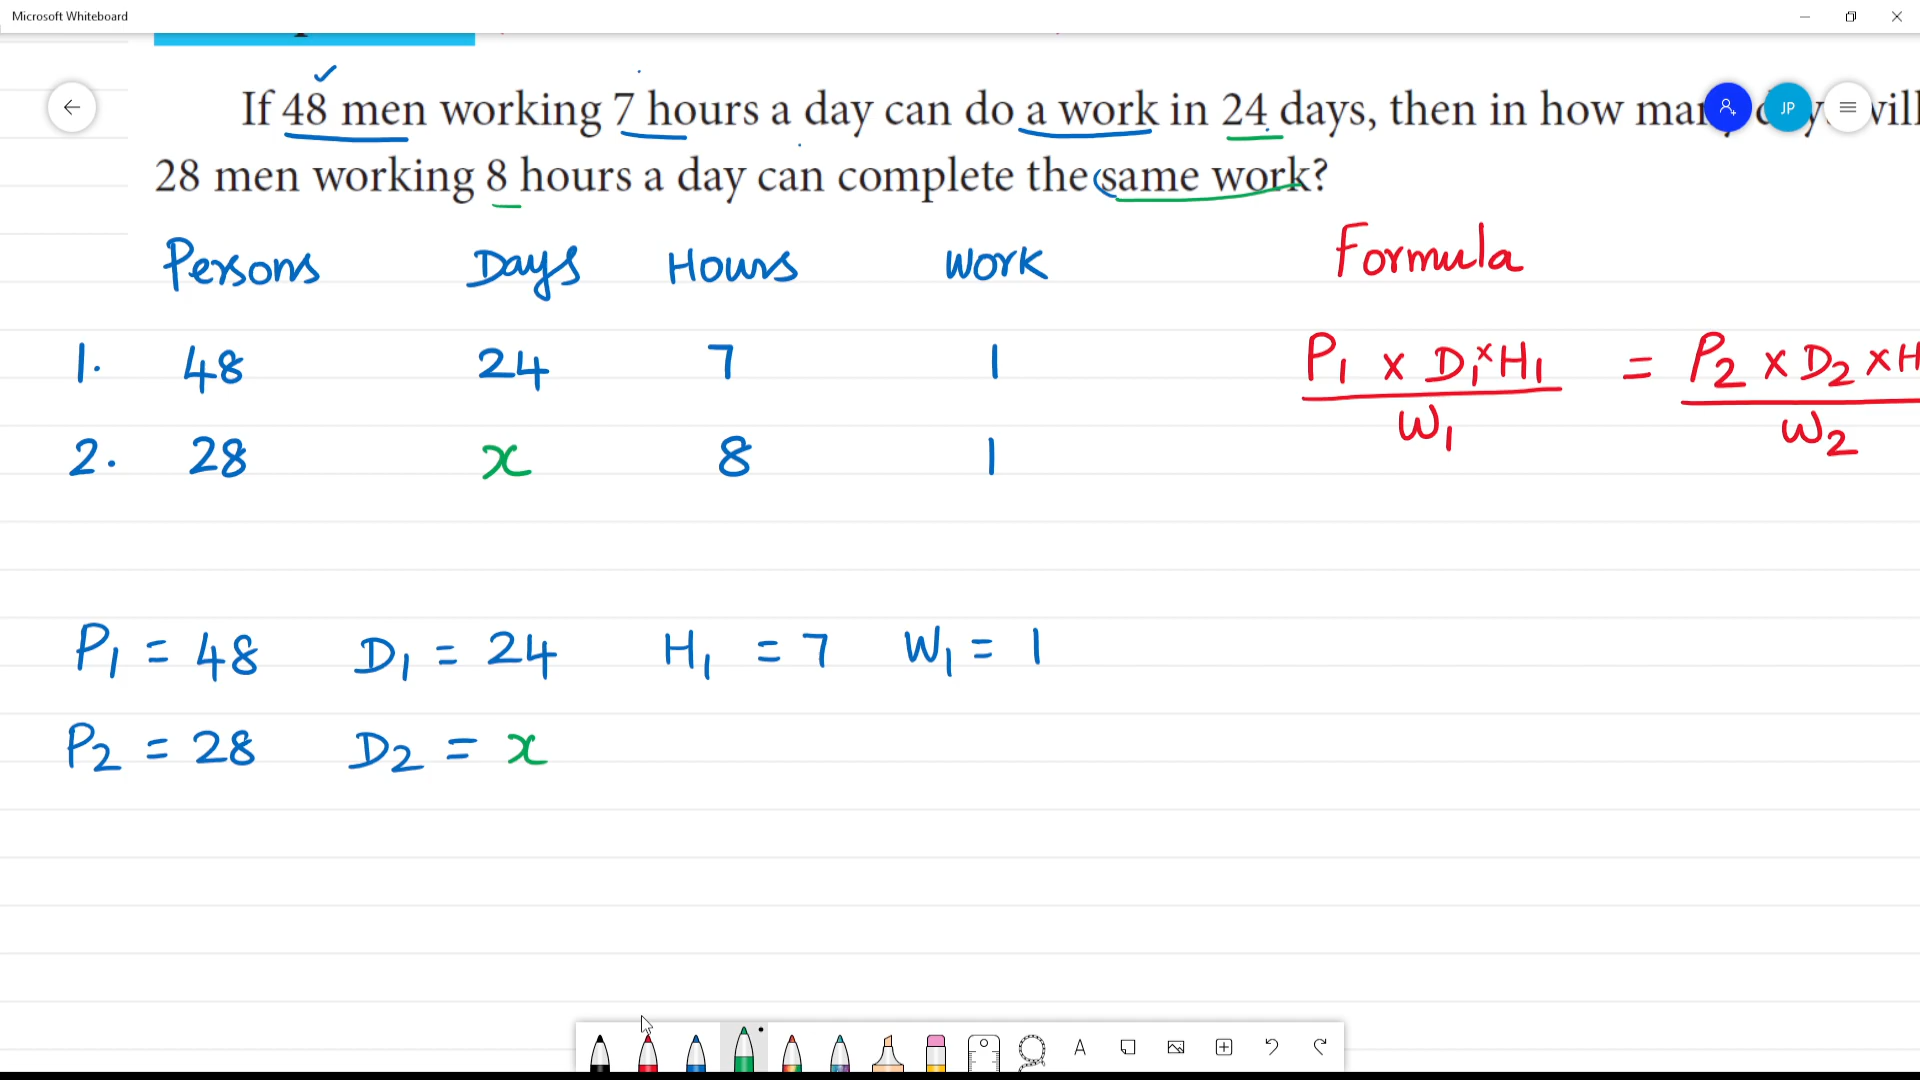 Microsoft Whiteboard
If 48 men working 7 hours a day can do a work in 24 days, then in how many will
28 men working 8 hours a day can complete the same work?
JP
Persons Days Hours Work Formula
1. 48 24 7 1 P1 x D1 x H1 = P2 x D2 x H
W1 W2
2. 28 x 8 1
P1 = 48 D1 = 24 H1 = 7 W1 = 1
P2 = 28 D2 = x
A